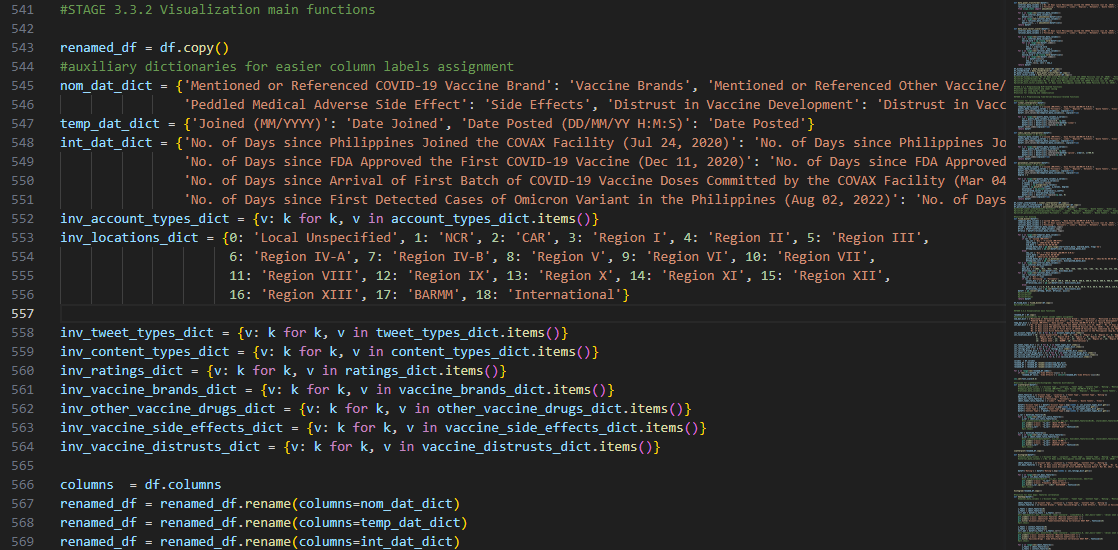 541 #STAGE 3.3.2 Visualization main functions
542
543 renamed_df = df.copy()
544 #auxiliary dictionaries for easier column labels assignment
545 nom_dat_dict = {'Mentioned or Referenced COVID-19 Vaccine Brand': 'Vaccine Brands', 'Mentioned or Referenced Other Vaccine/
546 'Peddled Medical Adverse Side Effect': 'Side Effects', 'Distrust in Vaccine Development': 'Distrust in Vacc
547 temp_dat_dict = {'Joined (MM/YYYY)': 'Date Joined', 'Date Posted (DD/MM/YY H:M:S)': 'Date Posted'}
548 int_dat_dict = {'No. of Days since Philippines Joined the COVAX Facility (Jul 24, 2020)': 'No. of Days since Philippines Jo
549 'No. of Days since FDA Approved the First COVID-19 Vaccine (Dec 11, 2020)': 'No. of Days since FDA Approved
550 'No. of Days since Arrival of First Batch of COVID-19 Vaccine Doses Committed by the COVAX Facility (Mar 04
551 'No. of Days since First Detected Cases of Omicron Variant in the Philippines (Aug 02, 2022)': 'No. of Days
552 inv_account_types_dict = {v: k for k, v in account_types_dict.items()}
553 inv_locations_dict = {0: 'Local Unspecified', 1: 'NCR', 2: 'CAR', 3: 'Region I', 4: 'Region II', 5: 'Region III',
554 6: 'Region IV-A', 7: 'Region IV-B', 8: 'Region V', 9: 'Region VI', 10: 'Region VII',
555 11: 'Region VIII', 12: 'Region IX', 13: 'Region X', 14: 'Region XI', 15: 'Region XII',
556 16: 'Region XIII', 17: 'BARMM', 18: 'International'}
557
558 inv_tweet_types_dict = {v: k for k, v in tweet_types_dict.items()}
559 inv_content_types_dict = {v: k for k, v in content_types_dict.items()}
560 inv_ratings_dict = {v: k for k, v in ratings_dict.items()}
561 inv_vaccine_brands_dict = {v: k for k, v in vaccine_brands_dict.items()}
562 inv_other_vaccine_drugs_dict = {v: k for k, v in other_vaccine_drugs_dict.items()}
563 inv_vaccine_side_effects_dict = {v: k for k, v in vaccine_side_effects_dict.items()}
564 inv_vaccine_distrusts_dict = {v: k for k, v in vaccine_distrusts_dict.items()}
565
566 columns  = df.columns
567 renamed_df = renamed_df.rename(columns=nom_dat_dict)
568 renamed_df = renamed_df.rename(columns=temp_dat_dict)
569 renamed_df = renamed_df.rename(columns=int_dat_dict)